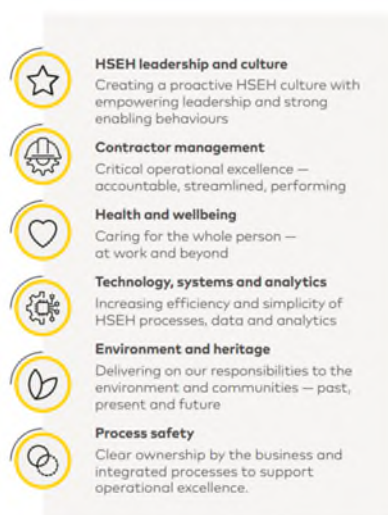 HSEH leadership and culture
Creating a proactive HSEH culture with
empowering leadership and strong
enabling behaviours
Contractor management
Critical operational excellence —
accountable, streamlined, performing
Health and wellbeing
Caring for the whole person —
at work and beyond
Technology, systems and analytics
Increasing efficiency and simplicity of
HSEH processes, data and analytics
Environment and heritage
Delivering on our responsibilities to the
environment and communities — past,
present and future
Process safety
Clear ownership by the business and
integrated processes to support
operational excellence.